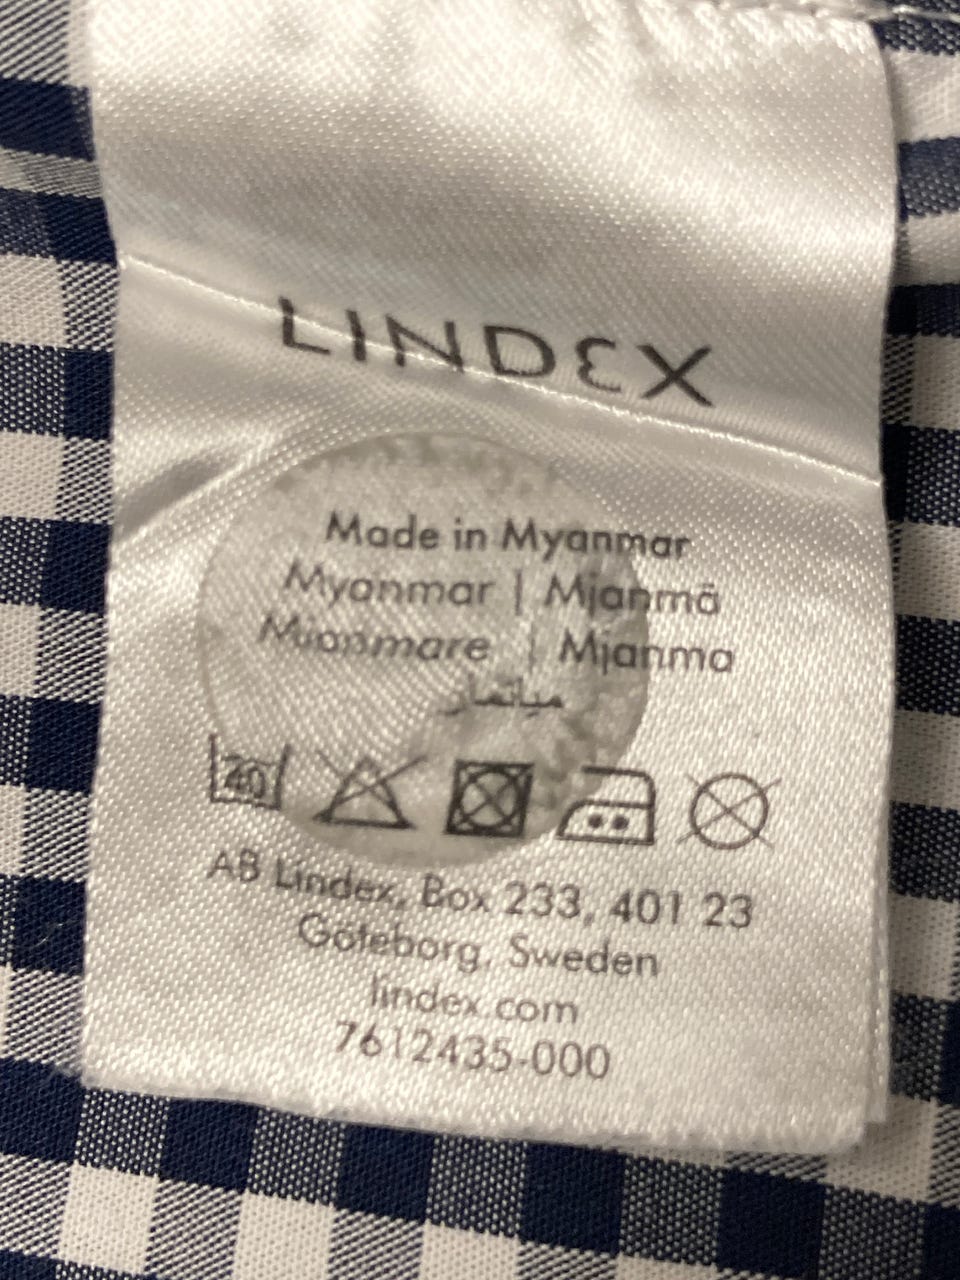 LINDEX
Made in Myanmar
Myanmar | Mjanmā
Mianmare | Mjanma
ميانمار
40
AB Lindex, Box 233, 401 23
Göteborg, Sweden
lindex.com
7612435-000